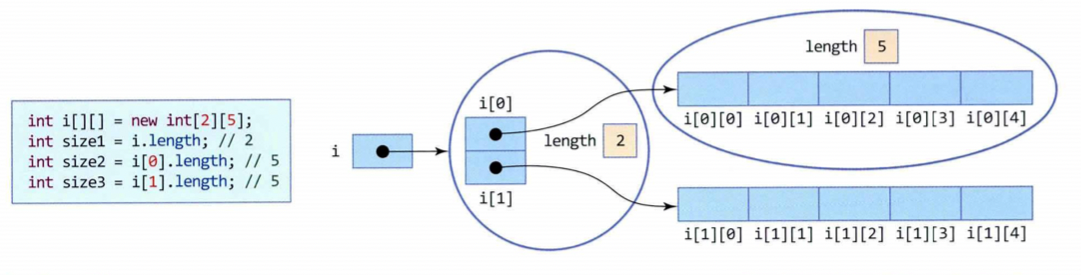 int i[][] = new int[2][5];
int size1 = i.length; // 2
int size2 = i[0].length; // 5
int size3 = i[1].length; // 5
i
i[0]
i[1]
length 2
length 5
i[0][0] i[0][1] i[0][2] i[0][3] i[0][4]
i[1][0] i[1][1] i[1][2] i[1][3] i[1][4]